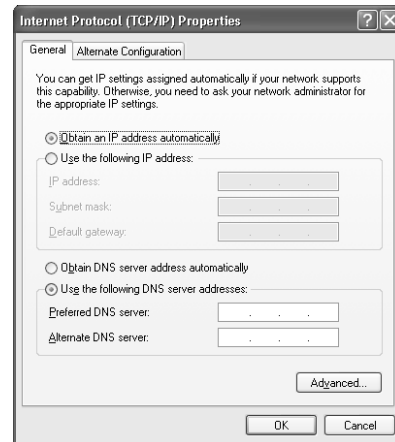 Internet Protocol (TCP/IP) Properties
General
Alternate Configuration
You can get IP settings assigned automatically if your network supports
this capability. Otherwise, you need to ask your network administrator for
the appropriate IP settings.
Obtain an IP address automatically
Use the following IP address:
IP address:
Subnet mask:
Default gateway:
Obtain DNS server address automatically
Use the following DNS server addresses:
Preferred DNS server:
Alternate DNS server:
Advanced...
OK
Cancel